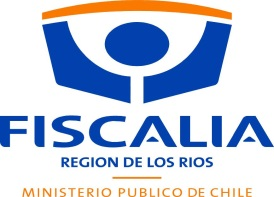 FISCALIA
REGION DE LOS RIOS
MINISTERIO PUBLICO DE CHILE